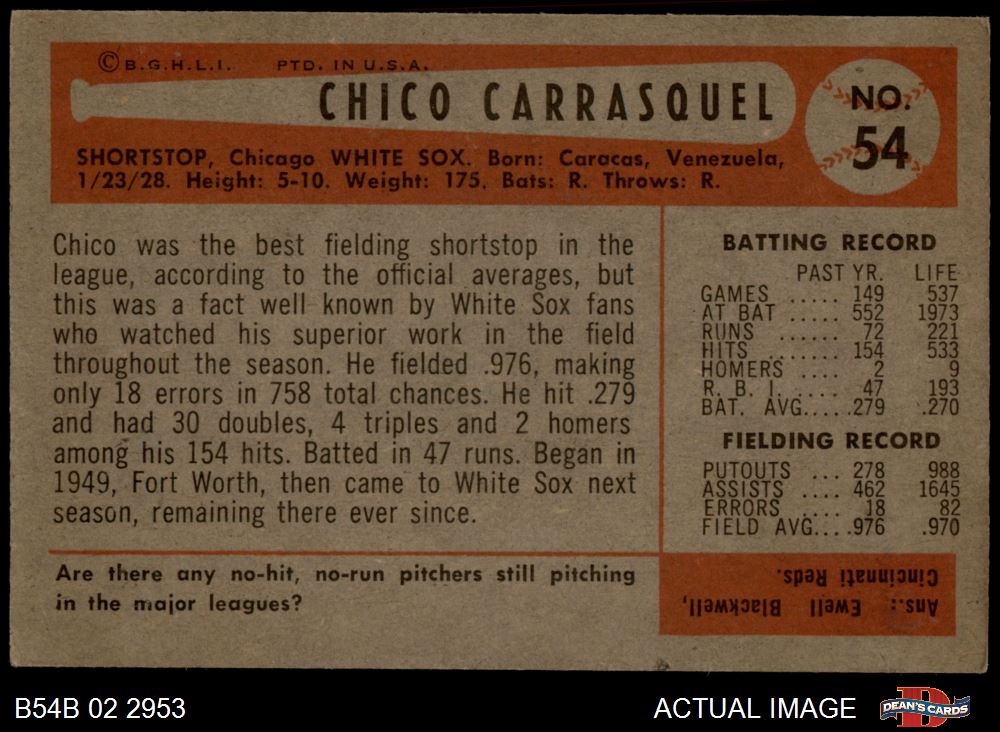 © B.G.H.L.I. PTD. IN U.S.A.
CHICO CARRASQUEL
NO.
54
SHORTSTOP, Chicago WHITE SOX. Born: Caracas, Venezuela,
1/23/28. Height: 5-10. Weight: 175. Bats: R. Throws: R.
Chico was the best fielding shortstop in the
league, according to the official averages, but
this was a fact well known by White Sox fans
who watched his superior work in the field
throughout the season. He fielded .976, making
only 18 errors in 758 total chances. He hit .279
and had 30 doubles, 4 triples and 2 homers
among his 154 hits. Batted in 47 runs. Began in
1949, Fort Worth, then came to White Sox next
season, remaining there ever since.
BATTING RECORD
PAST YR. LIFE
GAMES ..... 149 537
AT BAT ..... 552 1973
RUNS ...... 72 221
HITS ....... 154 533
HOMERS .... 2 9
R. B. I. ..... 47 193
BAT. AVG.....279 .270
FIELDING RECORD
PUTOUTS ... 278 988
ASSISTS .... 462 1645
ERRORS .... 18 82
FIELD AVG....976 .970
Are there any no-hit, no-run pitchers still pitching
in the major leagues?
Ans.: Ewell Blackwell,
Cincinnati Reds.
B54B 02 2953
ACTUAL IMAGE
D
DEAN'S CARDS